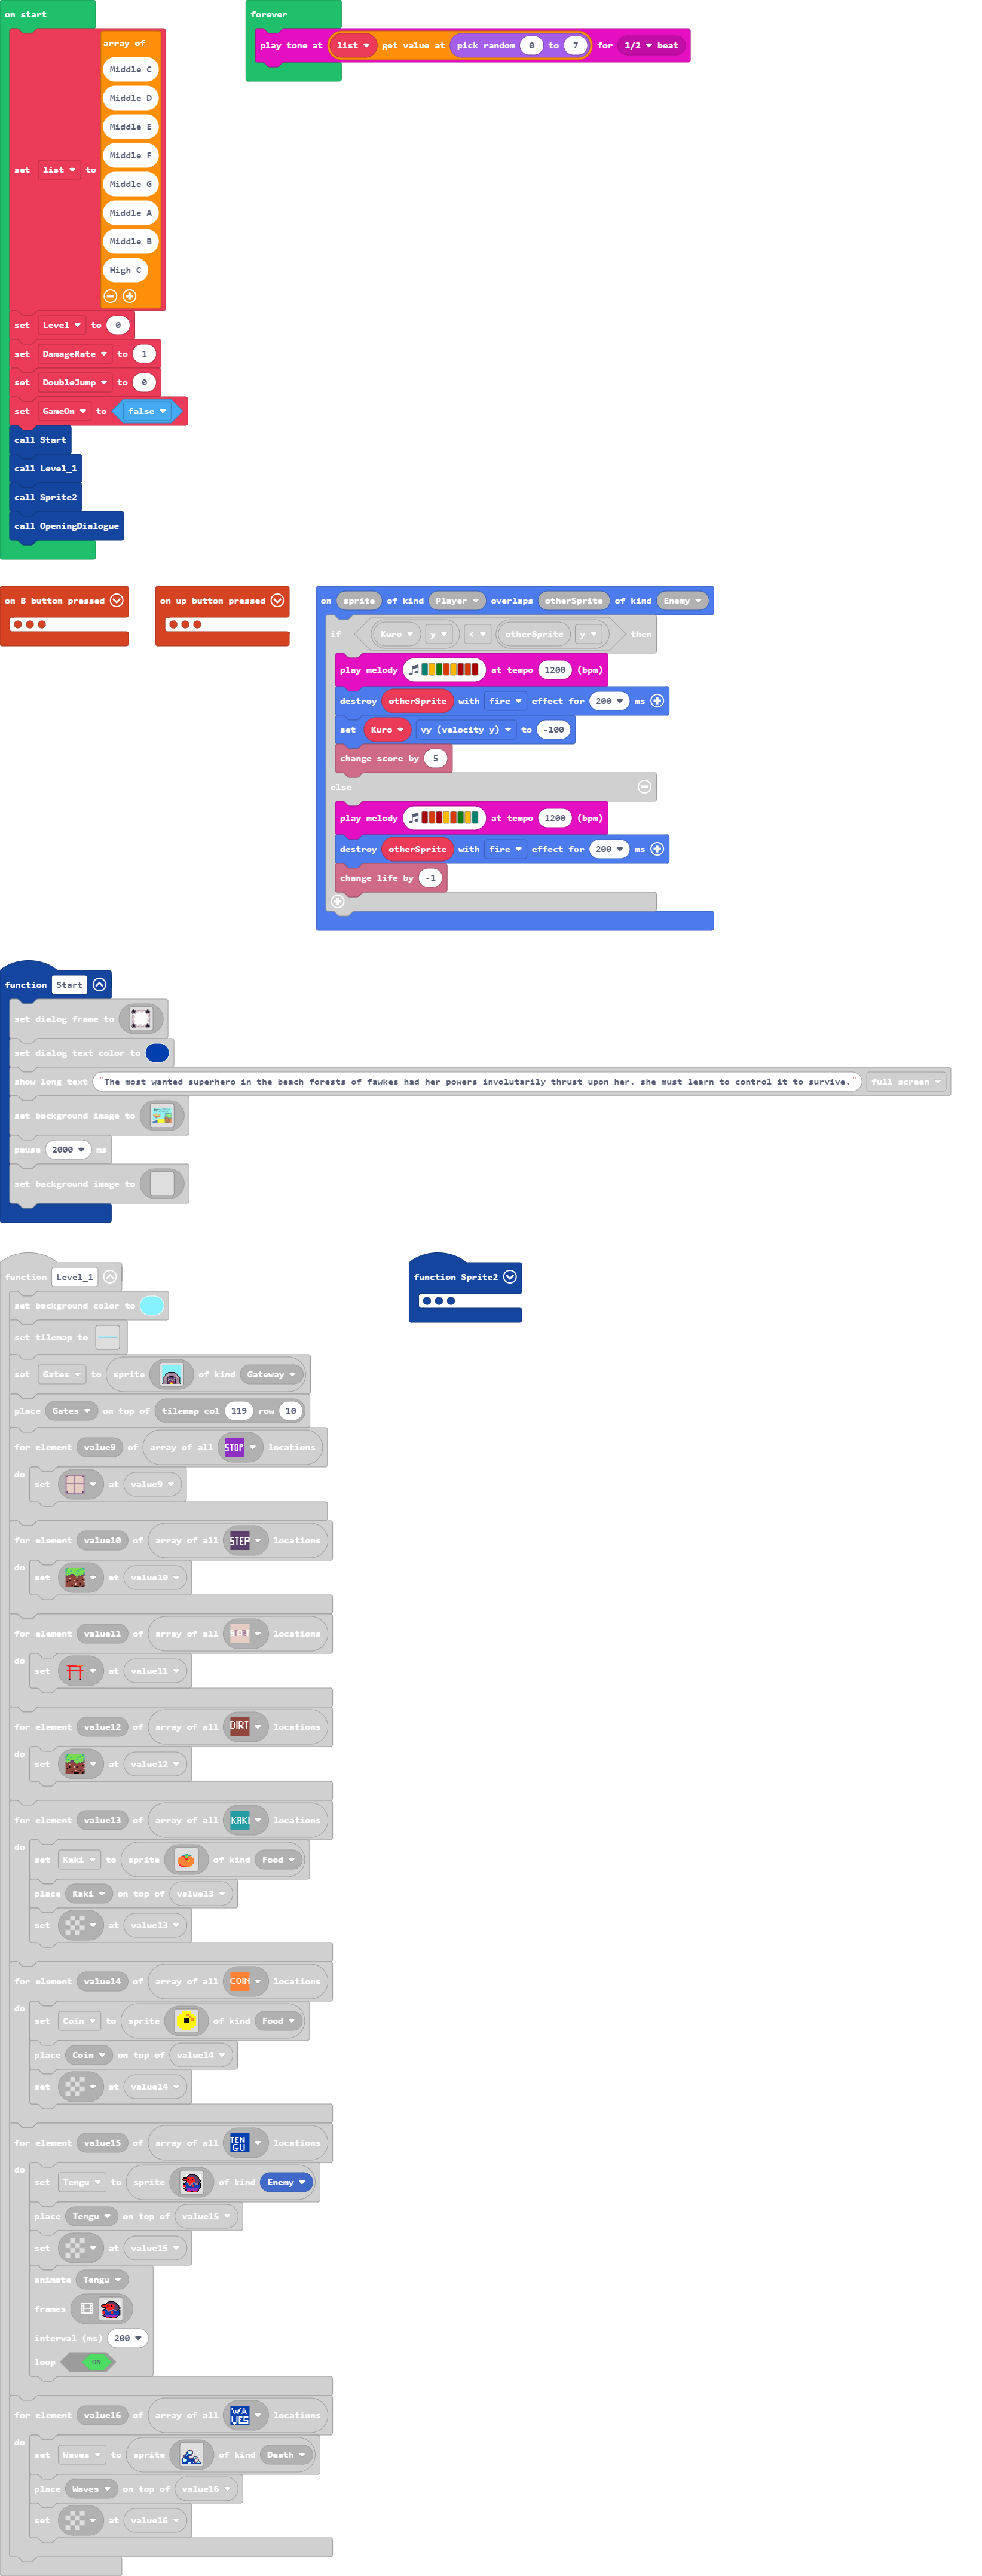 on start
forever
array of
play tone at list get value at pick random 0 to 7 for 1/2 beat
Middle C
Middle D
Middle E
Middle F
set list to
Middle G
Middle A
Middle B
High C
set Level to 0
set DamageRate to 1
set DoubleJump to 0
set GameOn to false
call Start
call Level_1
call Sprite2
call OpeningDialogue
on B button pressed
on up button pressed
on sprite of kind Player overlaps otherSprite of kind Enemy
if Kuro y < otherSprite y then
play melody at tempo 1200 (bpm)
destroy otherSprite with fire effect for 200 ms
set Kuro vy (velocity y) to -100
change score by 5
else
play melody at tempo 1200 (bpm)
destroy otherSprite with fire effect for 200 ms
change life by -1
function Start
set dialog frame to
set dialog text color to
show long text "The most wanted superhero in the beach forests of fawkes had her powers involutarily thrust upon her. she must learn to control it to survive." full screen
set background image to
pause 2000 ms
set background image to
function Level_1
function Sprite2
set background color to
set tilemap to
set Gates to sprite of kind Gateway
place Gates on top of tilemap col 119 row 10
for element value9 of array of all STOP locations
do
set at value9
for element value10 of array of all STEP locations
do
set at value10
for element value11 of array of all locations
do
set at value11
for element value12 of array of all DIRT locations
do
set at value12
for element value13 of array of all KAKI locations
do
set Kaki to sprite of kind Food
place Kaki on top of value13
set at value13
for element value14 of array of all COIN locations
do
set Coin to sprite of kind Food
place Coin on top of value14
set at value14
for element value15 of array of all TEN GU locations
do
set Tengu to sprite of kind Enemy
place Tengu on top of value15
set at value15
animate Tengu
frames
interval (ms) 200
loop ON
for element value16 of array of all WA VES locations
do
set Waves to sprite of kind Death
place Waves on top of value16
set at value16